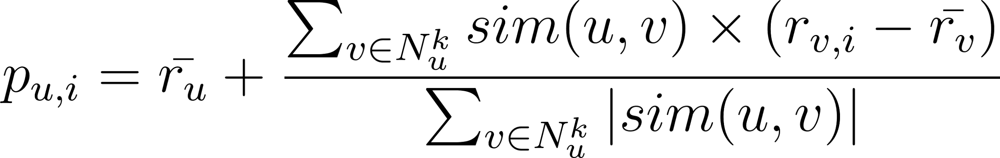 p_{u,i} = \bar{r_u} + \frac{\sum_{v \in N_u^k} sim(u, v) \times (r_{v,i} - \bar{r_v})}{\sum_{v \in N_u^k} |sim(u, v)|}